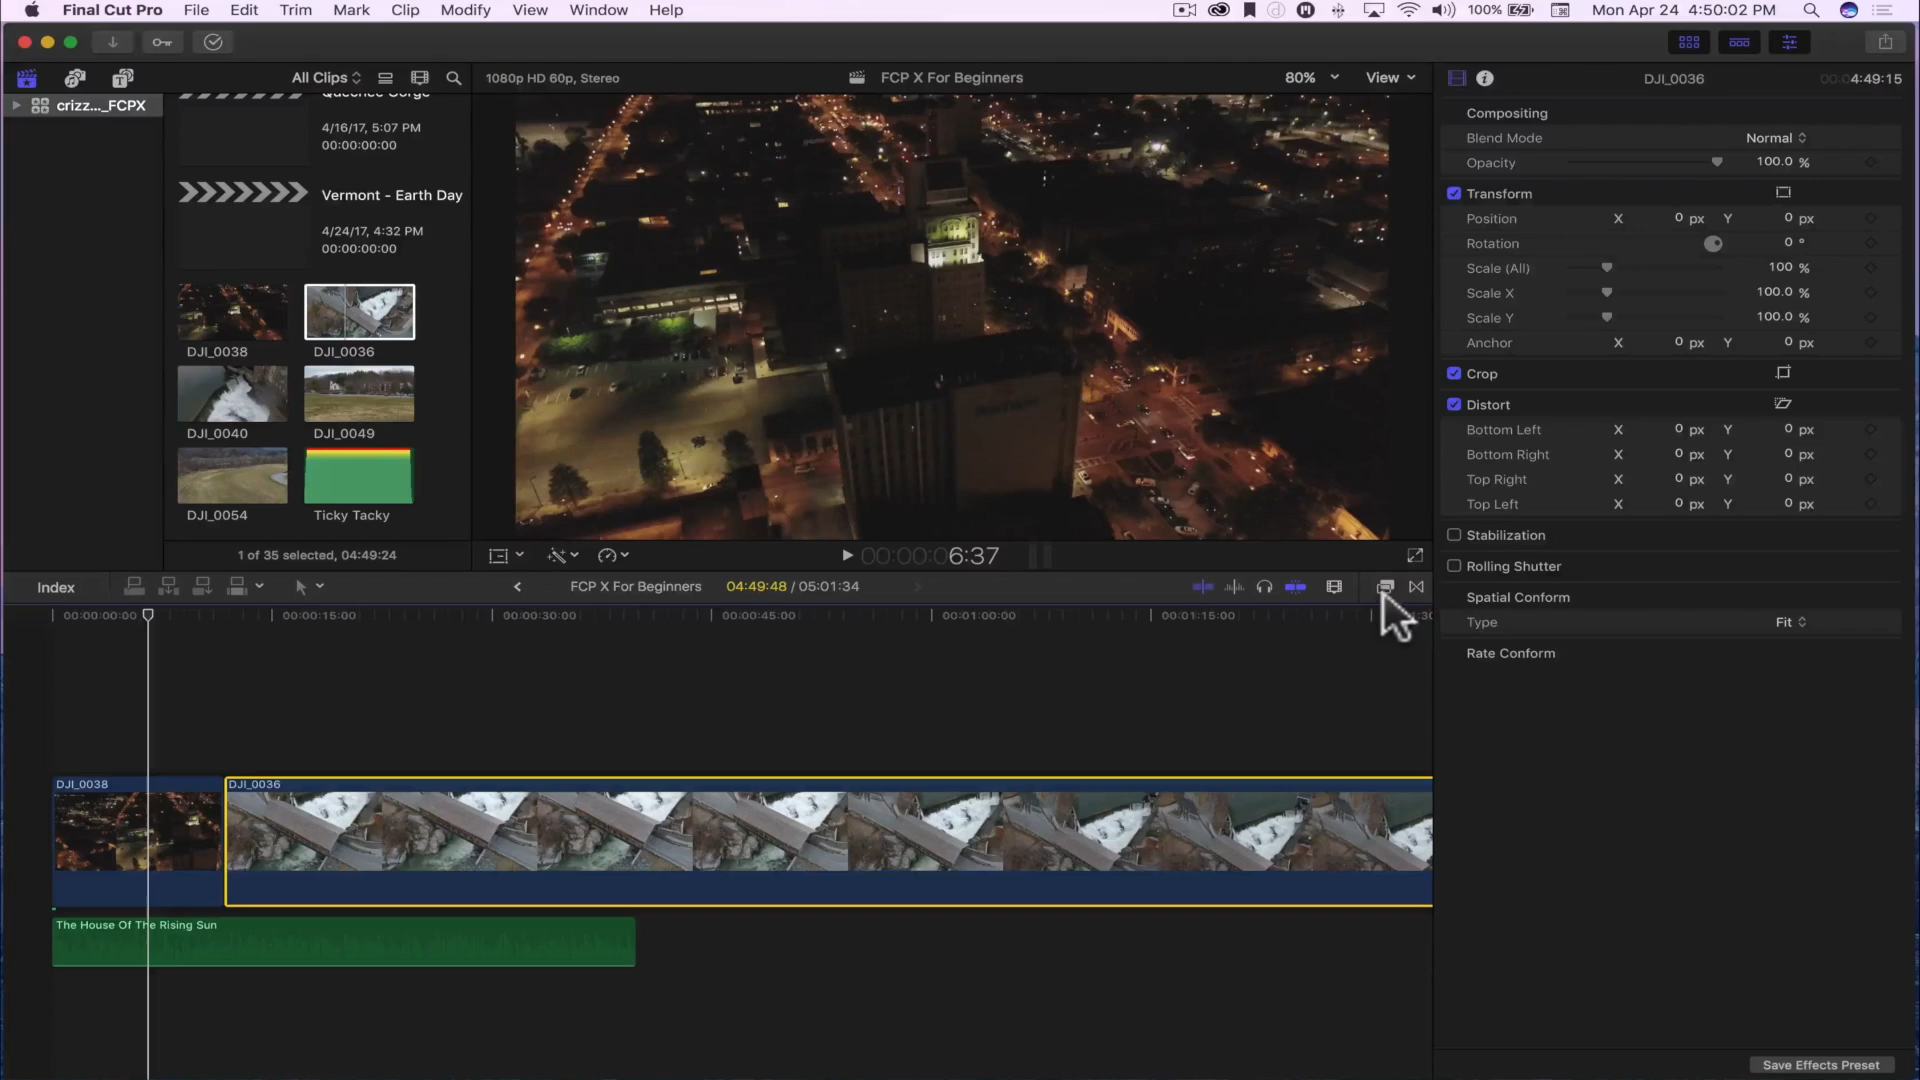 Final Cut Pro File Edit Trim Mark Clip Modify View Window Help 100% Mon Apr 24 4:50:02 PM
All Clips
1080p HD 60p, Stereo
FCP X For Beginners
80%
View
DJI_0036
00:04:49:15
crizz..._FCPX
Queechee Gorge
4/16/17, 5:07 PM
00:00:00:00
Vermont - Earth Day
4/24/17, 4:32 PM
00:00:00:00
DJI_0038
DJI_0036
DJI_0040
DJI_0049
DJI_0054
Ticky Tacky
1 of 35 selected, 04:49:24
00:00:06:37
Compositing
Blend Mode Normal
Opacity 100.0 %
Transform
Position X 0 px Y 0 px
Rotation 0 °
Scale (All) 100 %
Scale X 100.0 %
Scale Y 100.0 %
Anchor X 0 px Y 0 px
Crop
Distort
Bottom Left X 0 px Y 0 px
Bottom Right X 0 px Y 0 px
Top Right X 0 px Y 0 px
Top Left X 0 px Y 0 px
Stabilization
Rolling Shutter
Spatial Conform
Type Fit
Rate Conform
Index
FCP X For Beginners
04:49:48 / 05:01:34
00:00:00:00 00:00:15:00 00:00:30:00 00:00:45:00 00:01:00:00 00:01:15:00
DJI_0038
DJI_0036
The House Of The Rising Sun
Save Effects Preset